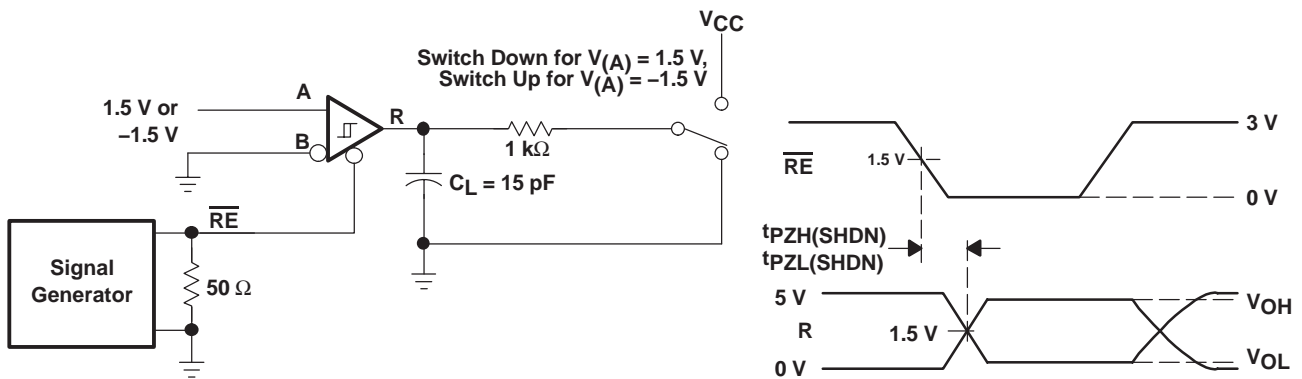 VCC
Switch Down for V(A) = 1.5 V,
Switch Up for V(A) = −1.5 V
A
1.5 V or
−1.5 V
R
B
1 kΩ
CL = 15 pF
RE
Signal
Generator
50 Ω
3 V
1.5 V
RE
0 V
tPZH(SHDN)
tPZL(SHDN)
5 V
VOH
R
1.5 V
0 V
VOL